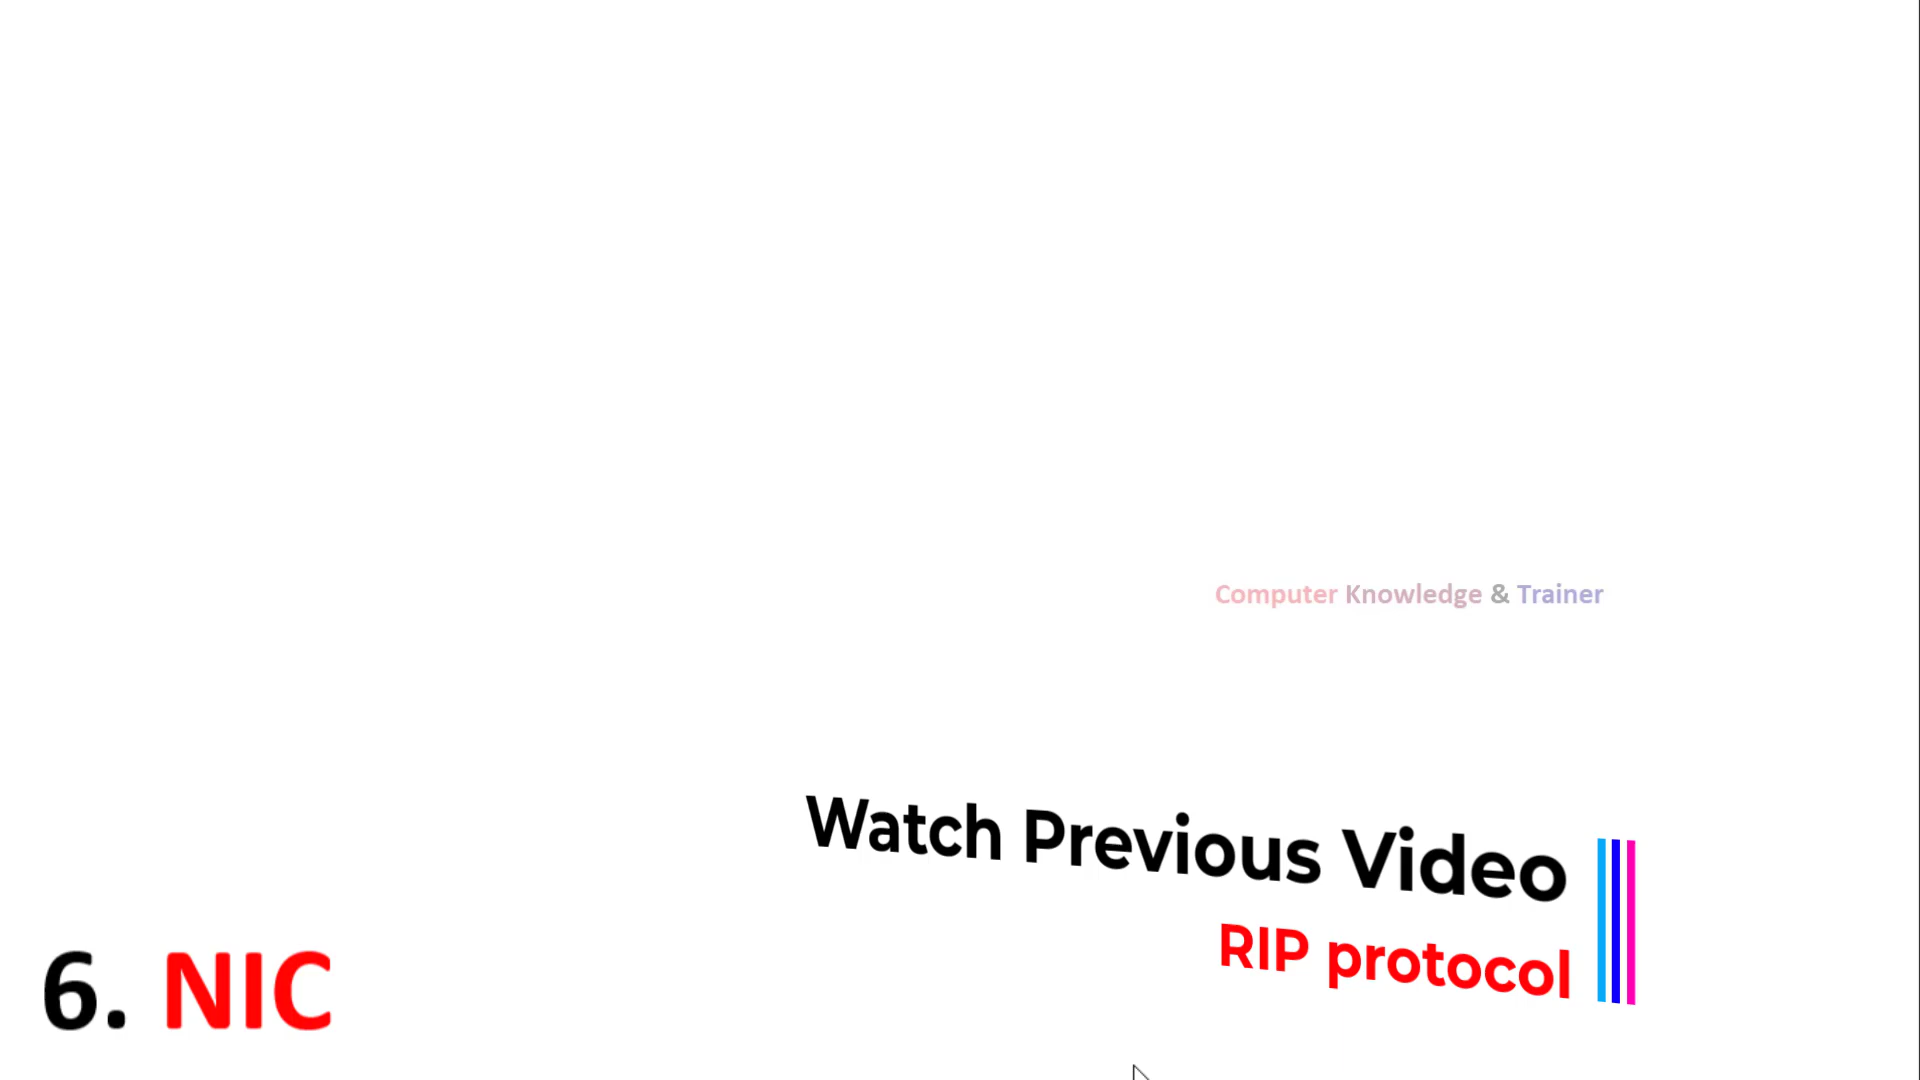 Computer Knowledge & Trainer
Watch Previous Video
RIP protocol
6. NIC